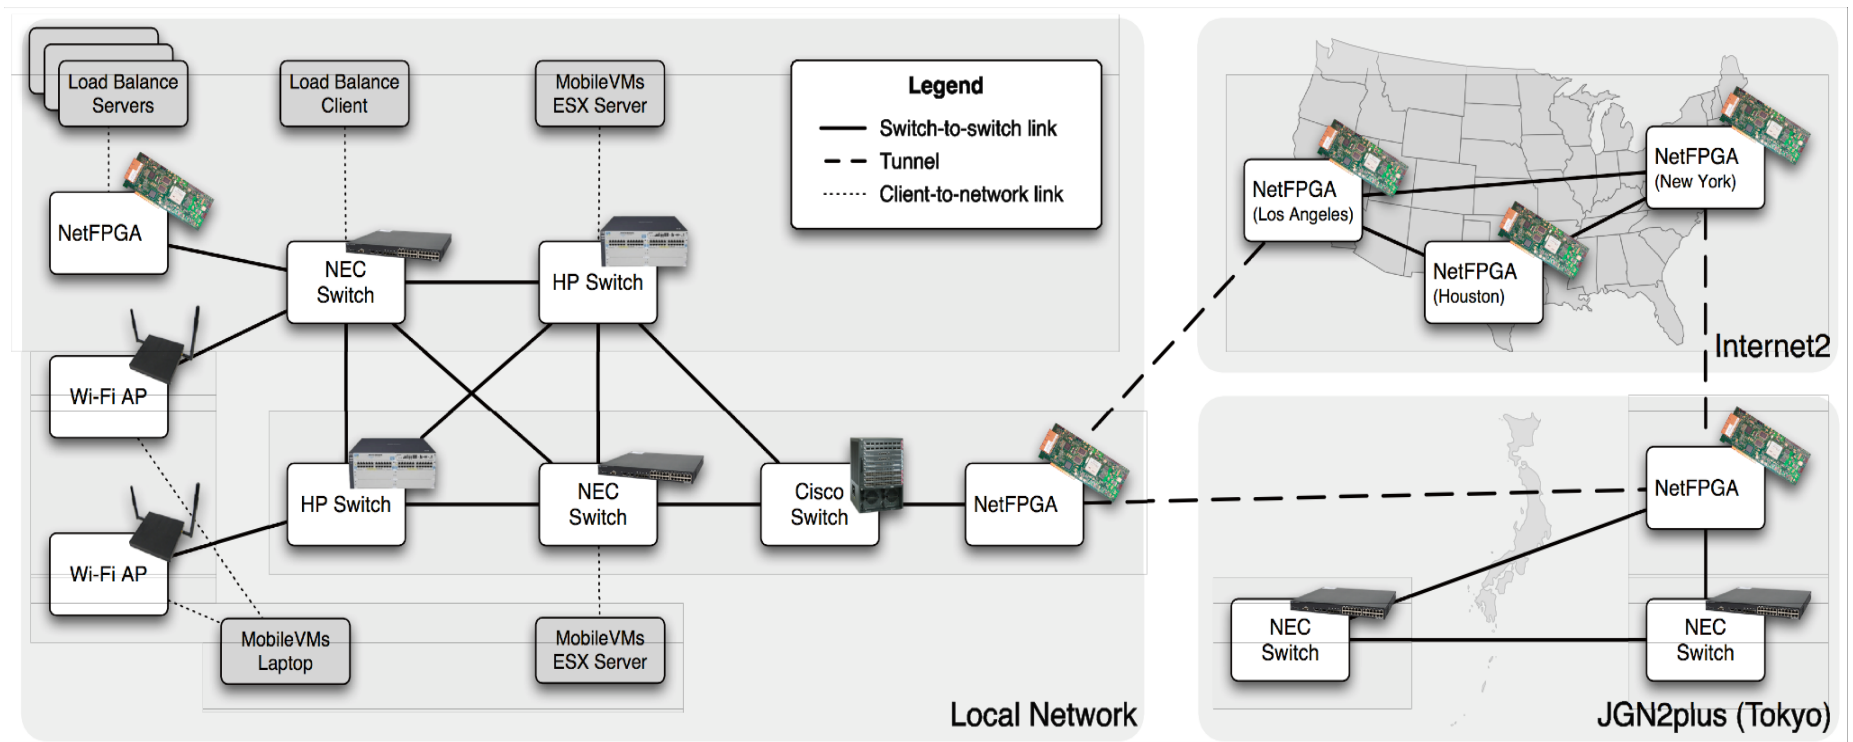 Load Balance
Servers
Load Balance
Client
MobileVMs
ESX Server
Legend
Switch-to-switch link
Tunnel
Client-to-network link
NetFPGA
NEC
Switch
HP Switch
Wi-Fi AP
HP Switch
NEC
Switch
Cisco
Switch
NetFPGA
Wi-Fi AP
MobileVMs
Laptop
MobileVMs
ESX Server
Local Network
NetFPGA
(Los Angeles)
NetFPGA
(New York)
NetFPGA
(Houston)
Internet2
NetFPGA
NEC
Switch
NEC
Switch
JGN2plus (Tokyo)